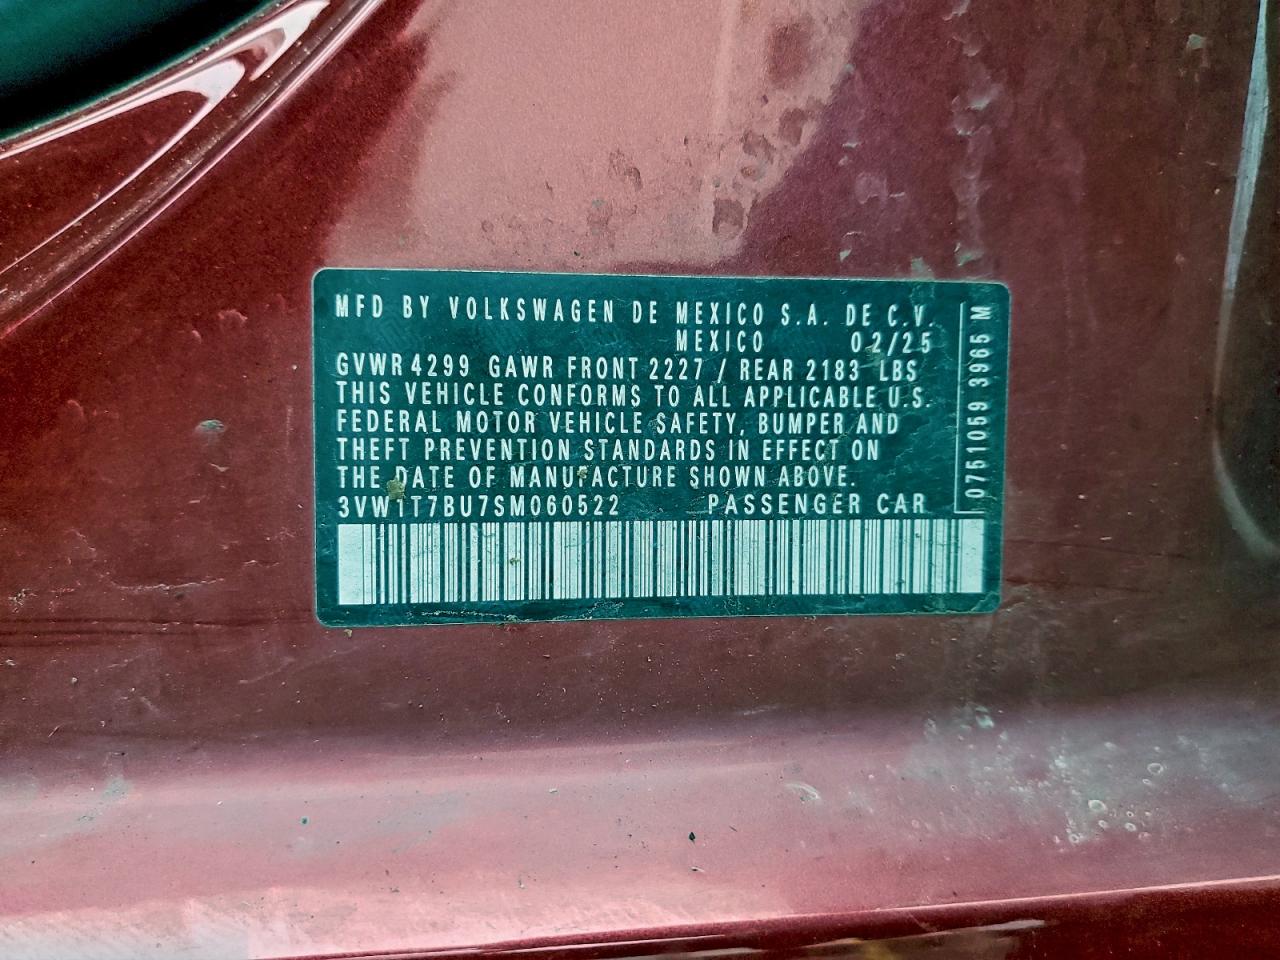 MFD BY VOLKSWAGEN DE MEXICO S.A. DE C.V.
MEXICO 02/25
GVWR 4299 GAWR FRONT 2227 / REAR 2183 LBS
THIS VEHICLE CONFORMS TO ALL APPLICABLE U.S.
FEDERAL MOTOR VEHICLE SAFETY, BUMPER AND
THEFT PREVENTION STANDARDS IN EFFECT ON
THE DATE OF MANUFACTURE SHOWN ABOVE.
3VW1T7BU7SM060522 PASSENGER CAR
0751059 3965 M